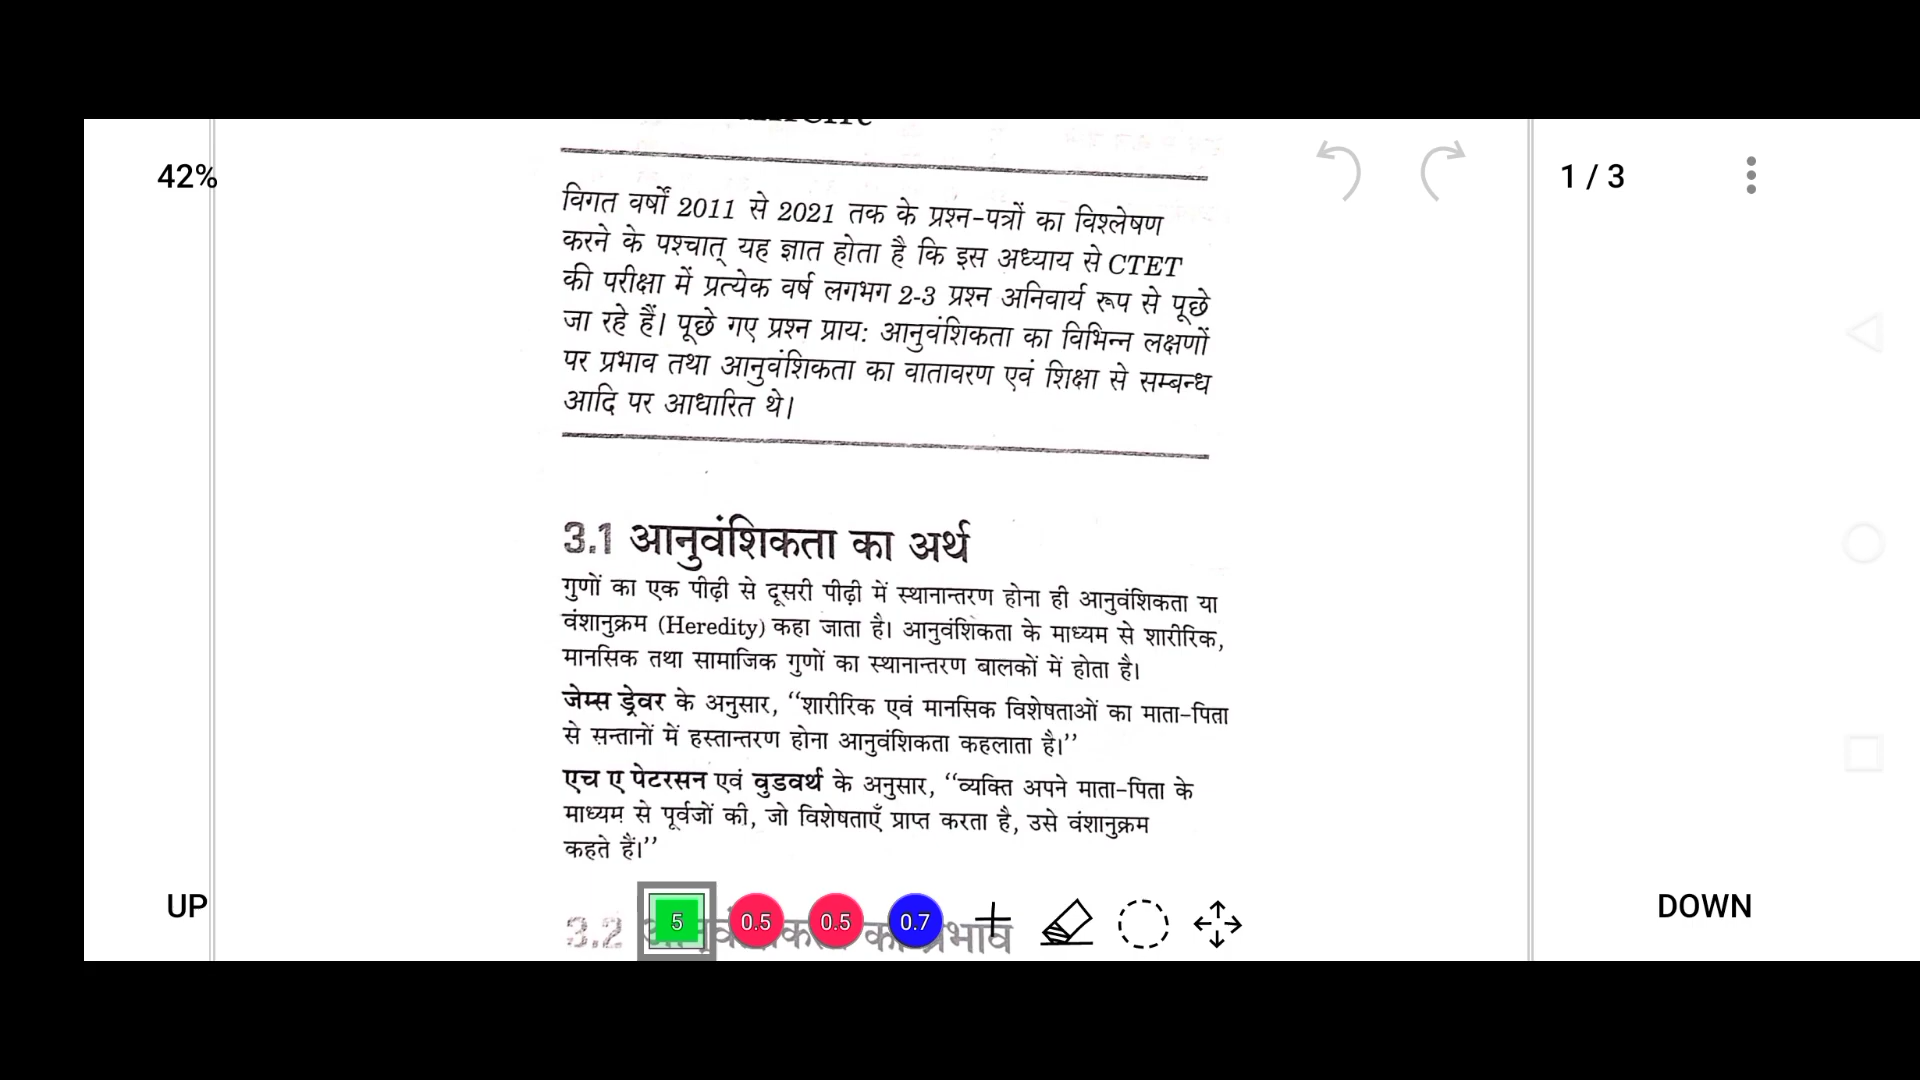 42%
1 / 3
विगत वर्षों 2011 से 2021 तक के प्रश्न-पत्रों का विश्लेषण
करने के पश्चात् यह ज्ञात होता है कि इस अध्याय से CTET
की परीक्षा में प्रत्येक वर्ष लगभग 2-3 प्रश्न अनिवार्य रूप से पूछे
जा रहे हैं। पूछे गए प्रश्न प्राय: आनुवंशिकता का विभिन्न लक्षणों
पर प्रभाव तथा आनुवंशिकता का वातावरण एवं शिक्षा से सम्बन्ध
आदि पर आधारित थे।
3.1 आनुवंशिकता का अर्थ
गुणों का एक पीढ़ी से दूसरी पीढ़ी में स्थानान्तरण होना ही आनुवंशिकता या
वंशानुक्रम (Heredity) कहा जाता है। आनुवंशिकता के माध्यम से शारीरिक,
मानसिक तथा सामाजिक गुणों का स्थानान्तरण बालकों में होता है।
जेम्स ड्रेवर के अनुसार, ‘‘शारीरिक एवं मानसिक विशेषताओं का माता-पिता
से सन्तानों में हस्तान्तरण होना आनुवंशिकता कहलाता है।’’
एच ए पेटरसन एवं वुडवर्थ के अनुसार, ‘‘व्यक्ति अपने माता-पिता के
माध्यम से पूर्वजों की, जो विशेषताएँ प्राप्त करता है, उसे वंशानुक्रम
कहते हैं।’’
UP
DOWN
5 0.5 0.5 0.7
3.2 का प्रभाव